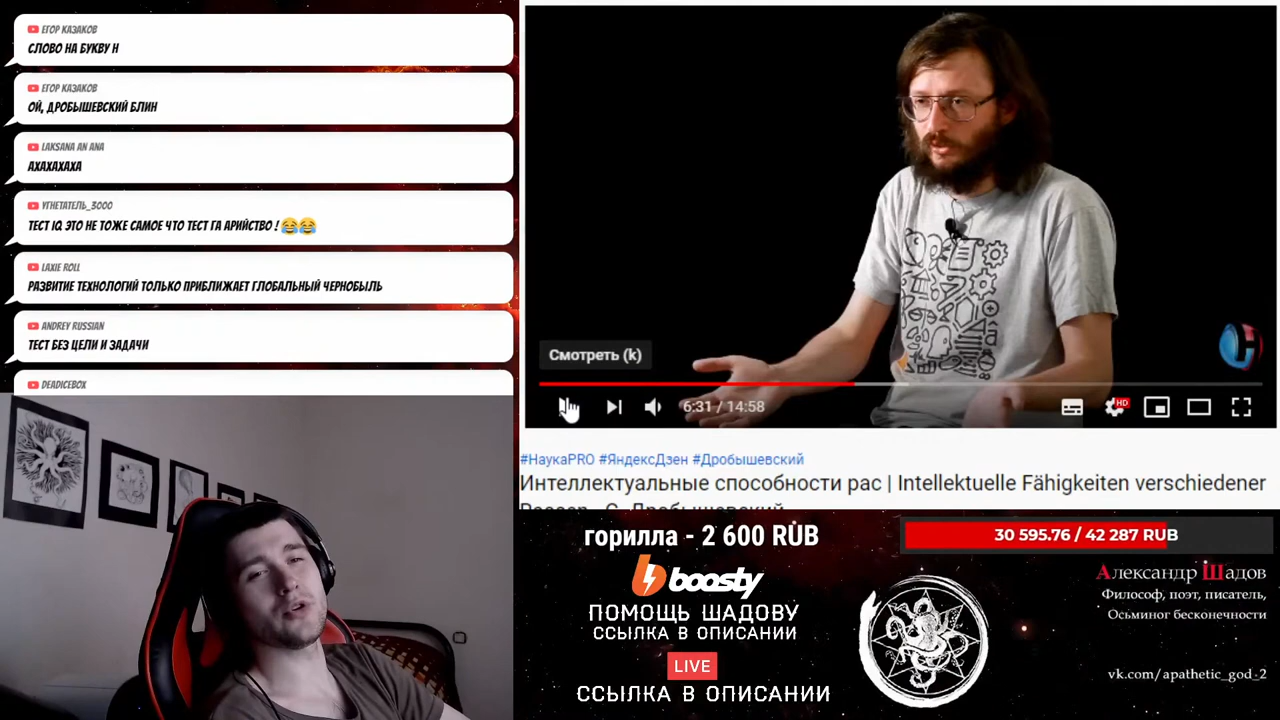 ЕГОР КАЗАКОВ
СЛОВО НА БУКВУ Н
ЕГОР КАЗАКОВ
ОЙ, ДРОБЫШЕВСКИЙ БЛИН
LAKSANA AN ANA
АХАХАХАХА
УГНЕТАТЕЛЬ_3000
ТЕСТ IQ ЭТО НЕ ТОЖЕ САМОЕ ЧТО ТЕСТ ГА АРИЙСТВО ! 😂😂
LAXIE ROLL
РАЗВИТИЕ ТЕХНОЛОГИЙ ТОЛЬКО ПРИБЛИЖАЕТ ГЛОБАЛЬНЫЙ ЧЕРНОБЫЛЬ
ANDREY RUSSIAN
ТЕСТ БЕЗ ЦЕЛИ И ЗАДАЧИ
DEADICEBOX
Смотреть (k)
6:31 / 14:58
HD
#НаукаPRO #ЯндексДзен #Дробышевский
Интеллектуальные способности рас | Intellektuelle Fähigkeiten verschiedener
горилла - 2 600 RUB
boosty
ПОМОЩЬ ШАДОВУ
ССЫЛКА В ОПИСАНИИ
LIVE
ССЫЛКА В ОПИСАНИИ
30 595.76 / 42 287 RUB
Александр Шадов
Философ, поэт, писатель,
Осьминог бесконечности
vk.com/apathetic_god_2